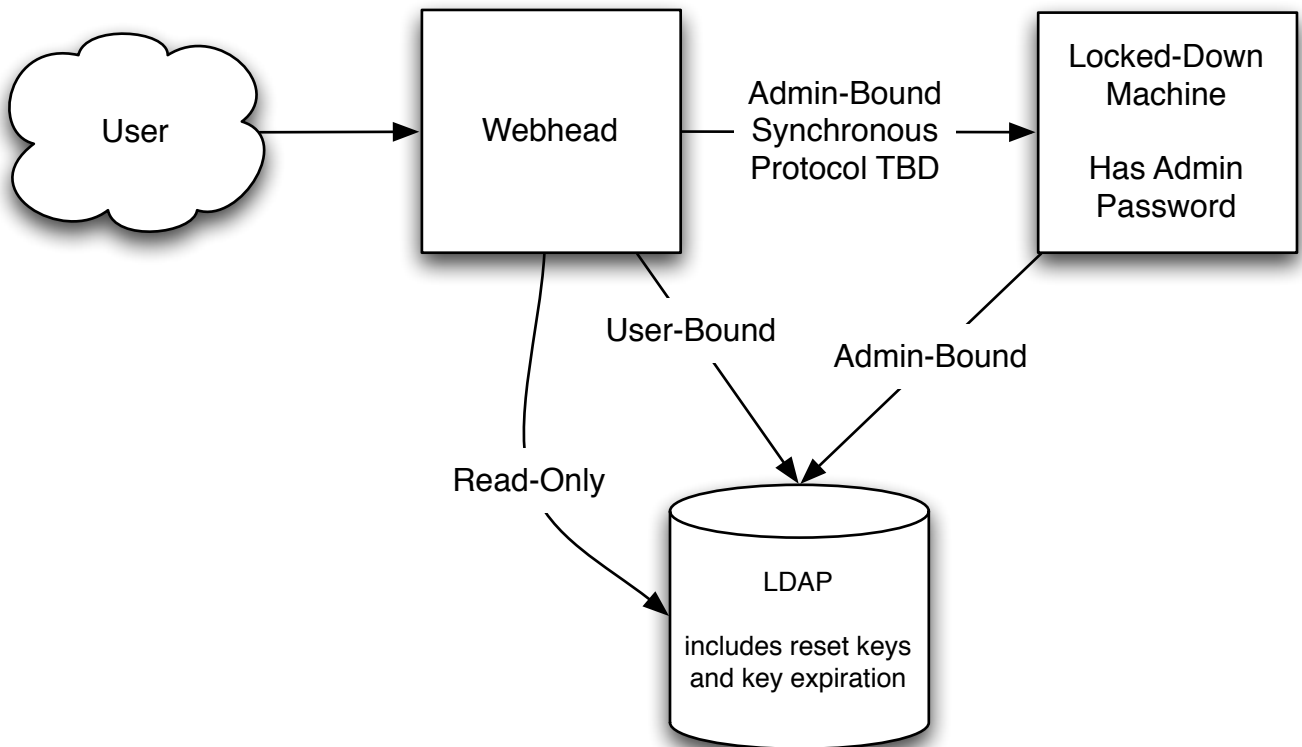 User
Webhead
Admin-Bound
Synchronous
Protocol TBD
Locked-Down
Machine
Has Admin
Password
User-Bound
Admin-Bound
Read-Only
LDAP
includes reset keys
and key expiration